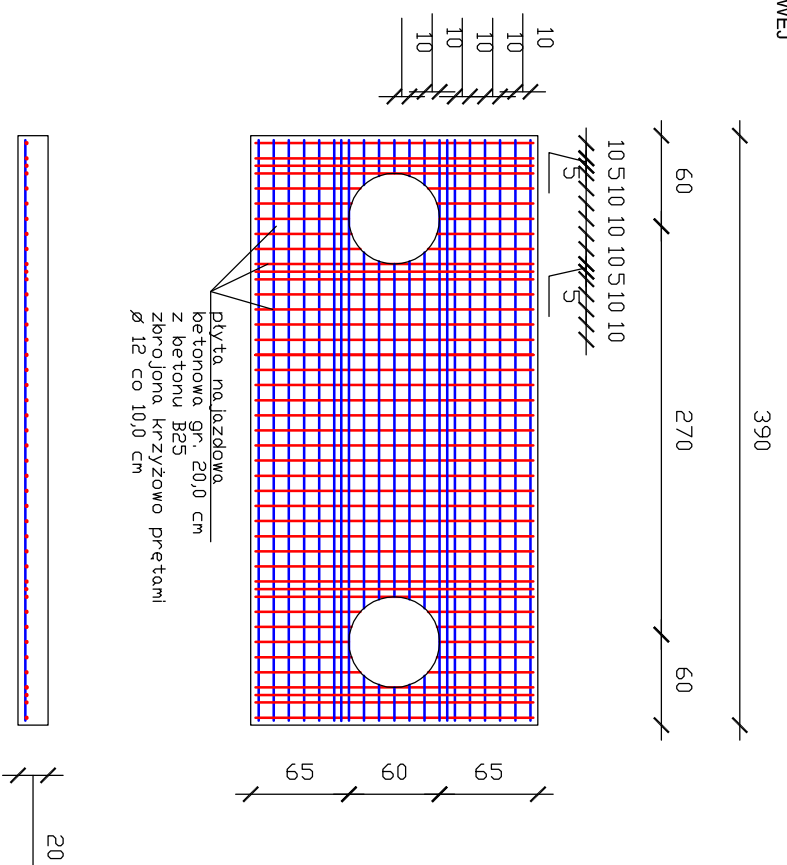 WEJ
390
60 270 60
10 5 10 10 10 5 10 10
5 5
10
10
10
10
10
10
płyta najazdowa
betonowa gr. 20,0 cm
z betonu B25
zbrojona krzyżowo prętami
Ø 12 co 10,0 cm
65 60 65
20